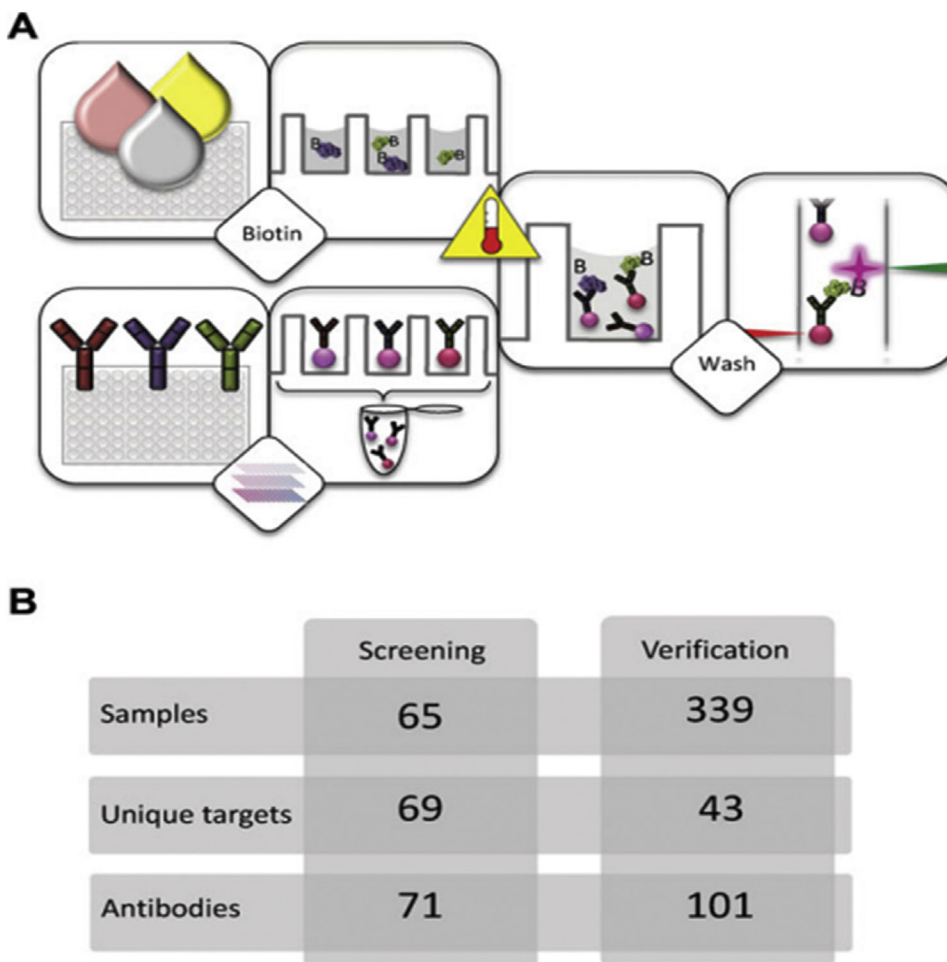 A
B
B
B
B
Biotin
B
B
B
Wash
B
Screening Verification
Samples 65 339
Unique targets 69 43
Antibodies 71 101